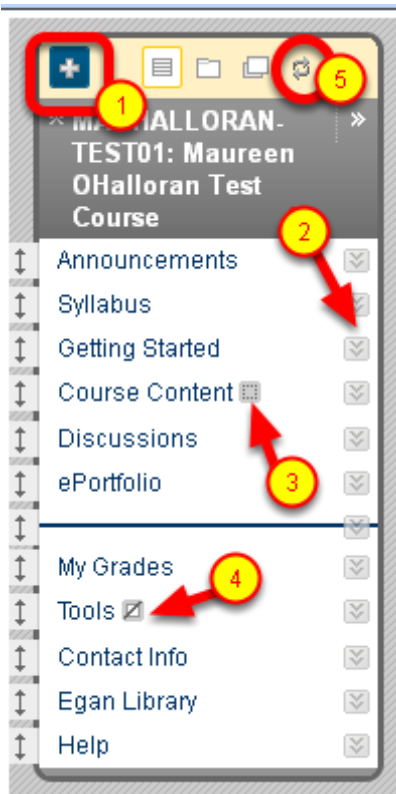 5
1
HALLORAN-
TEST01: Maureen
OHalloran Test
Course
2
Announcements
Syllabus
Getting Started
Course Content
Discussions
3
ePortfolio
My Grades
4
Tools
Contact Info
Egan Library
Help